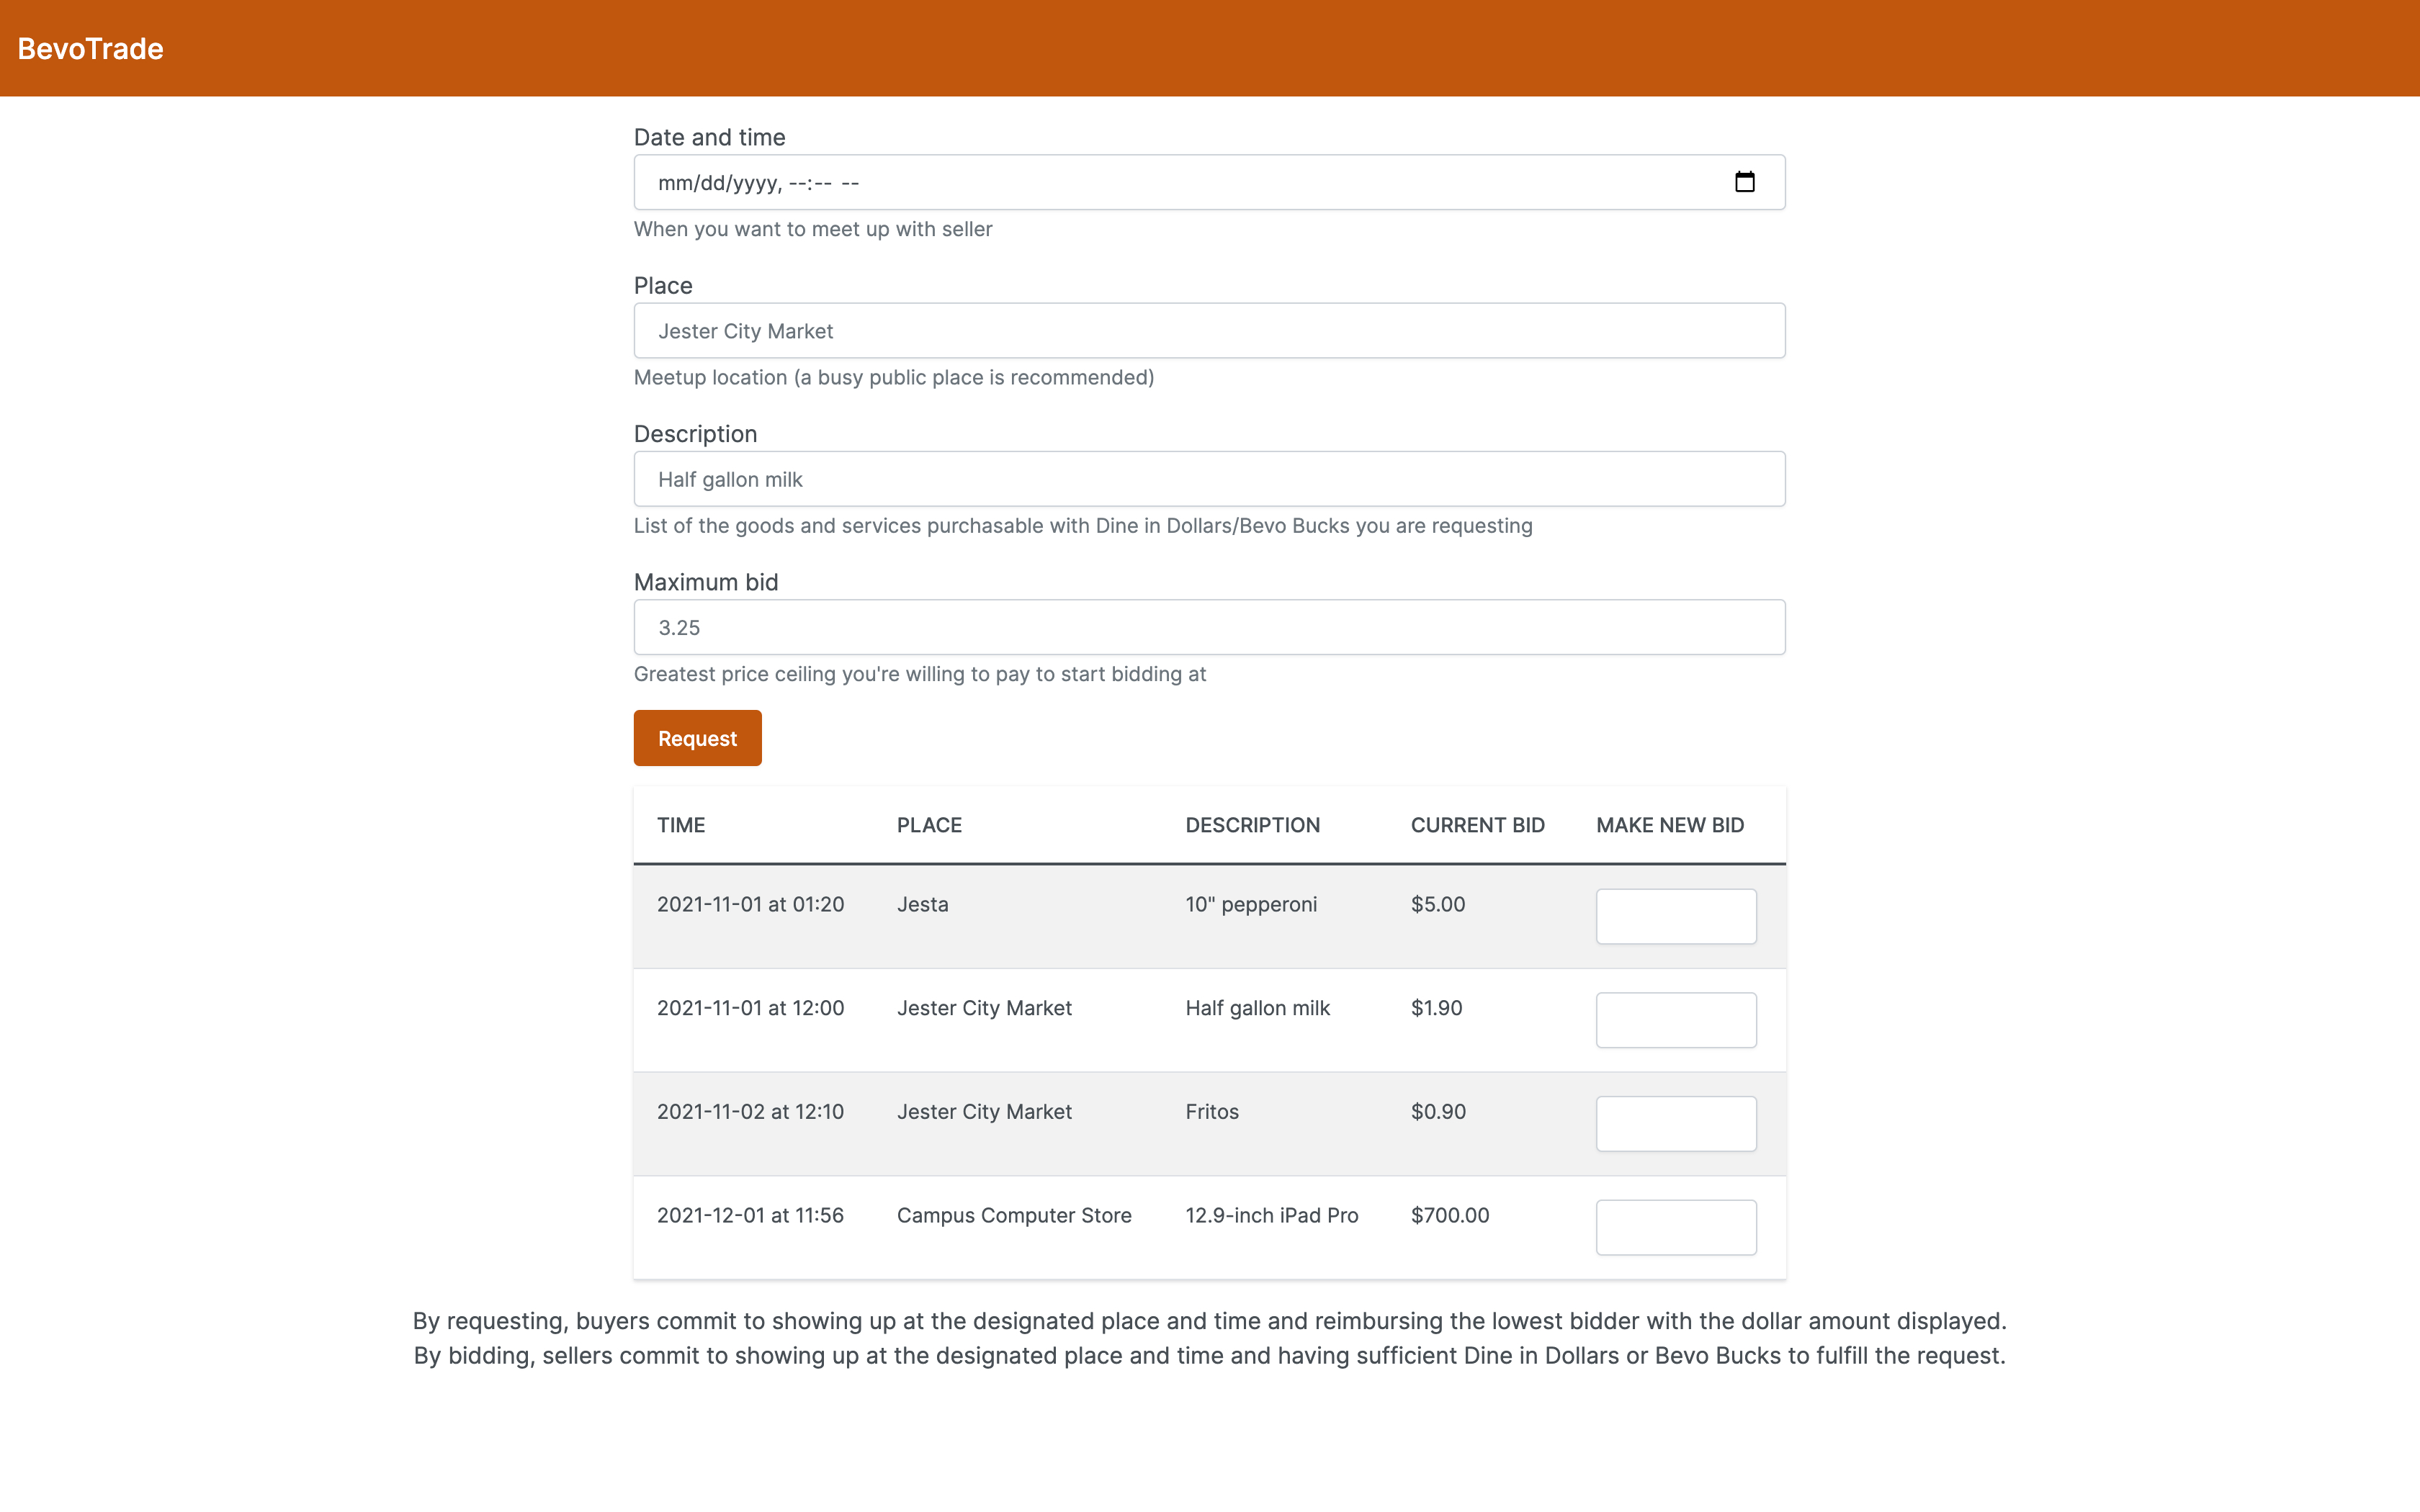 BevoTrade
Date and time
mm/dd/yyyy, --:-- --
When you want to meet up with seller
Place
Jester City Market
Meetup location (a busy public place is recommended)
Description
Half gallon milk
List of the goods and services purchasable with Dine in Dollars/Bevo Bucks you are requesting
Maximum bid
3.25
Greatest price ceiling you're willing to pay to start bidding at
Request
TIME PLACE DESCRIPTION CURRENT BID MAKE NEW BID
2021-11-01 at 01:20 Jesta 10" pepperoni $5.00
2021-11-01 at 12:00 Jester City Market Half gallon milk $1.90
2021-11-02 at 12:10 Jester City Market Fritos $0.90
2021-12-01 at 11:56 Campus Computer Store 12.9-inch iPad Pro $700.00
By requesting, buyers commit to showing up at the designated place and time and reimbursing the lowest bidder with the dollar amount displayed.
By bidding, sellers commit to showing up at the designated place and time and having sufficient Dine in Dollars or Bevo Bucks to fulfill the request.